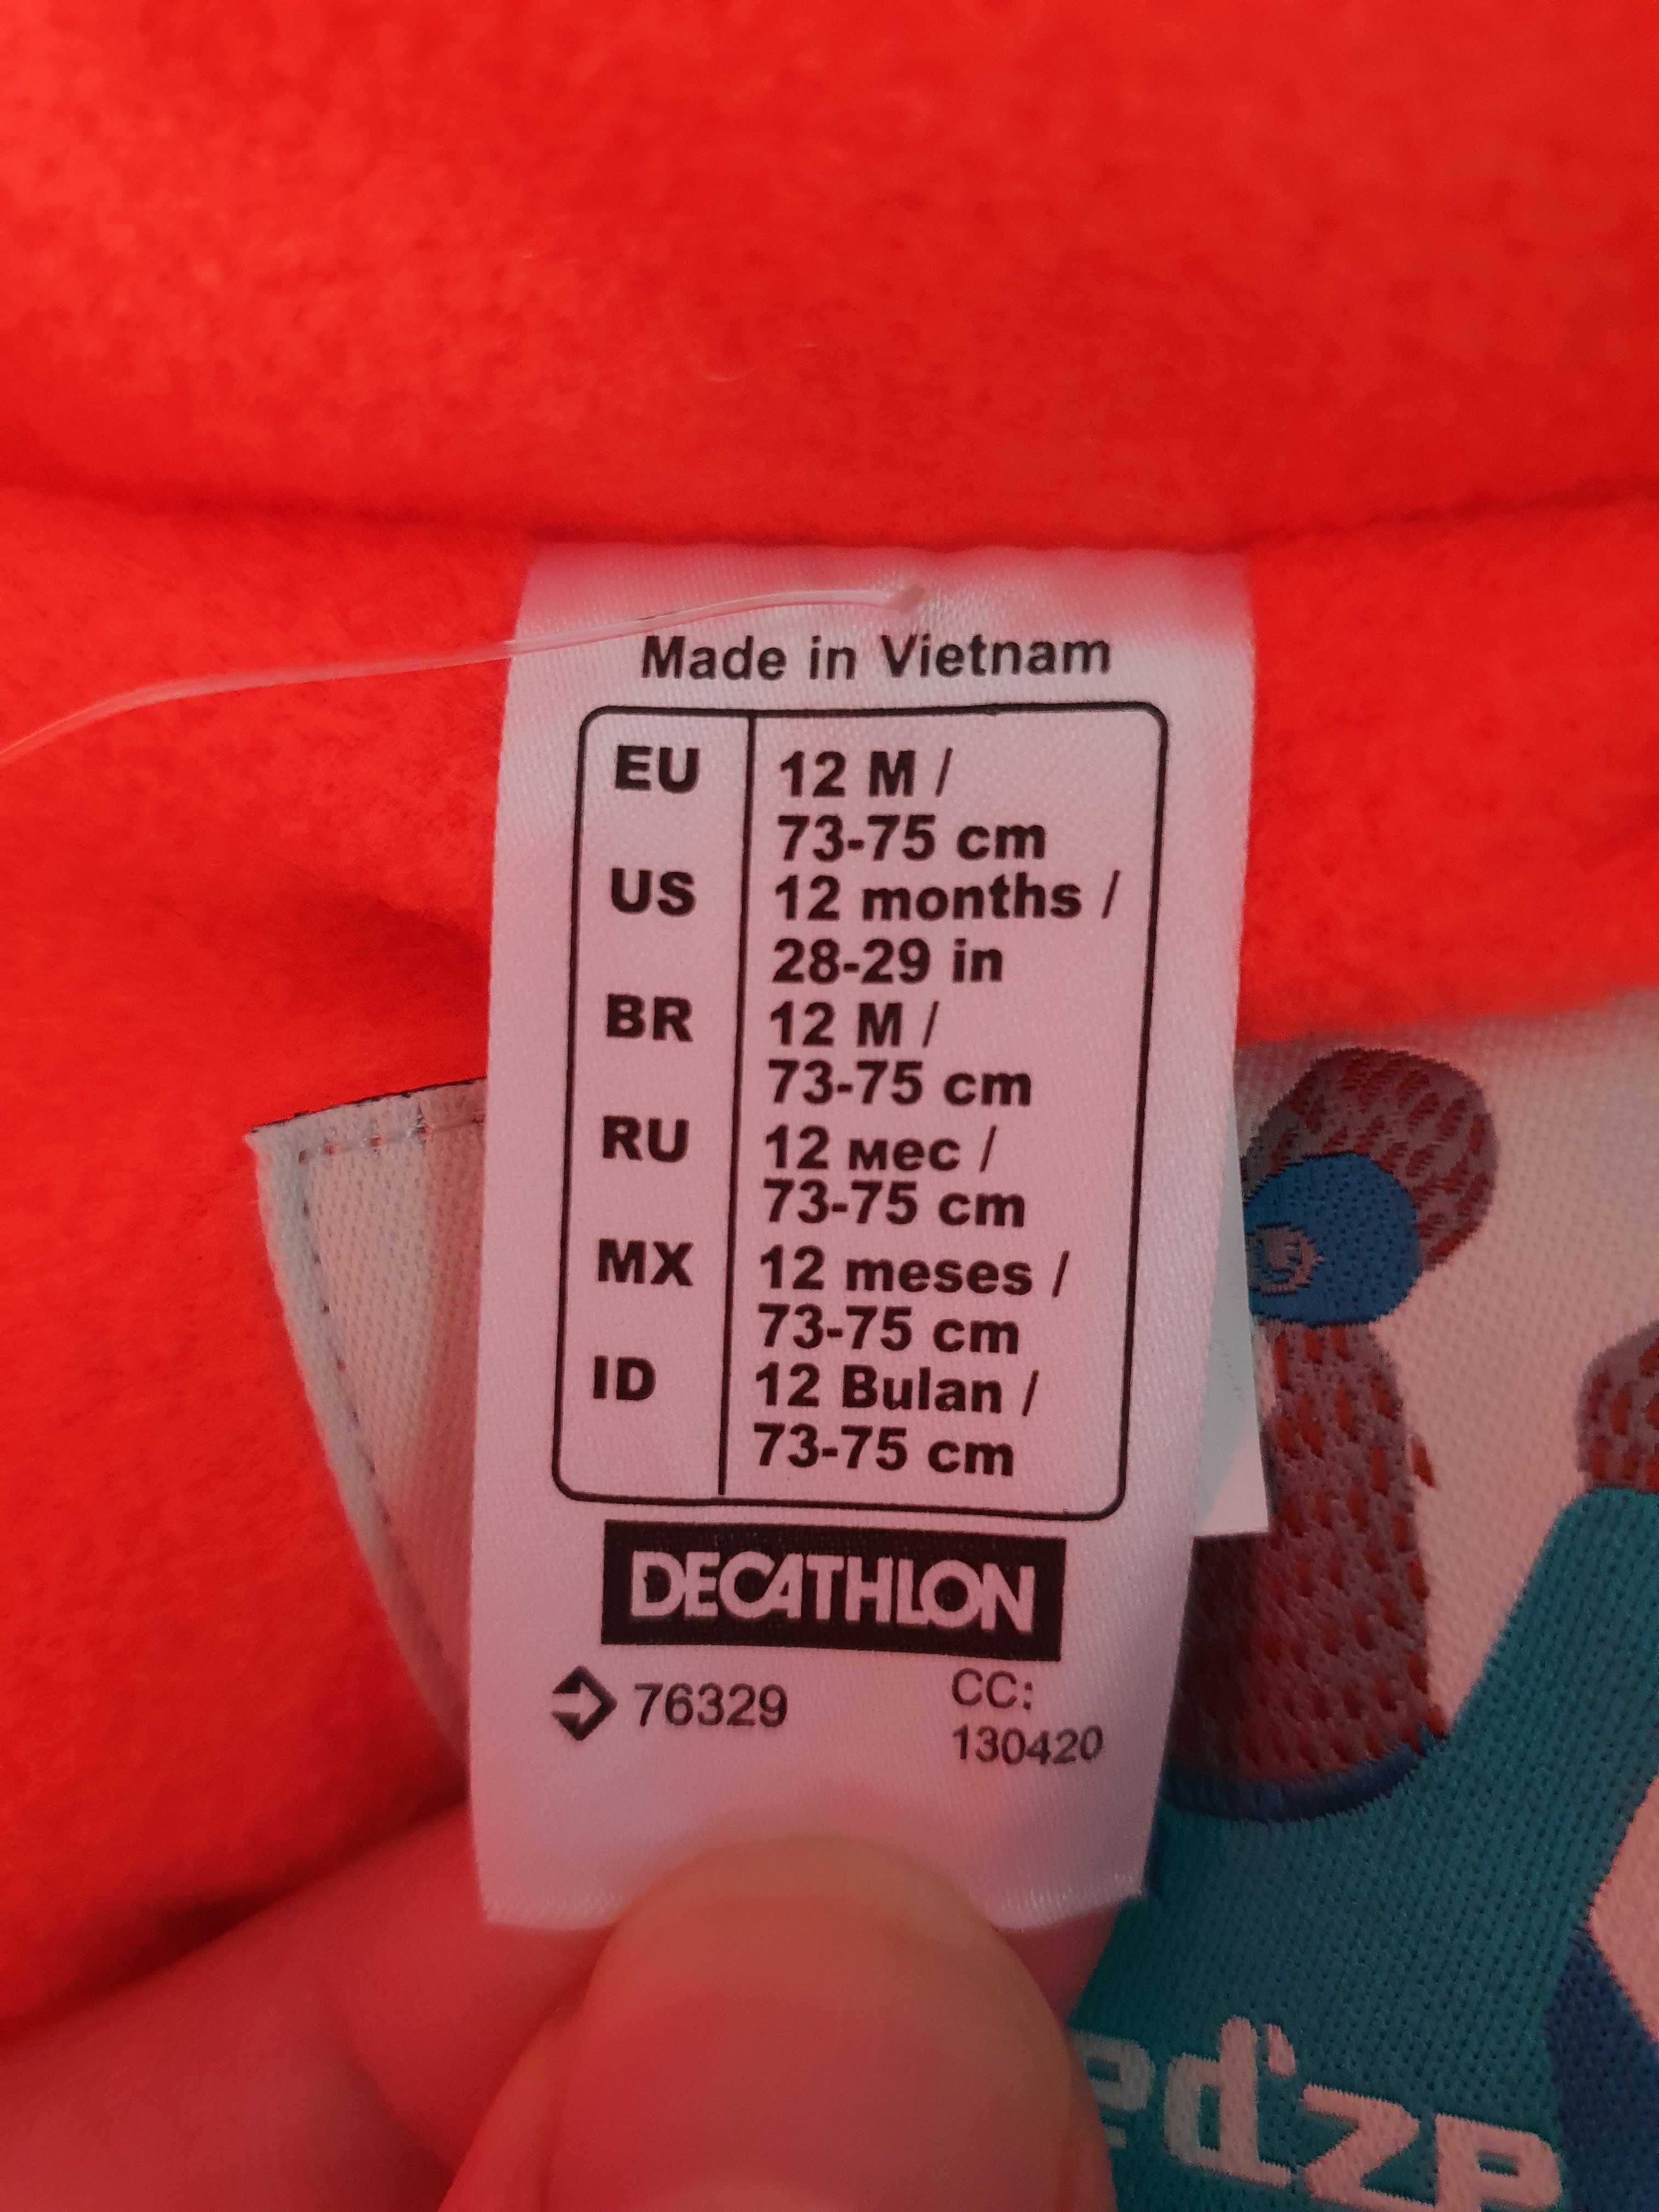 Made in Vietnam
EU 12 M /
73-75 cm
US 12 months /
28-29 in
BR 12 M /
73-75 cm
RU 12 мес /
73-75 cm
MX 12 meses /
73-75 cm
ID 12 Bulan /
73-75 cm
DECATHLON
76329 CC:
130420